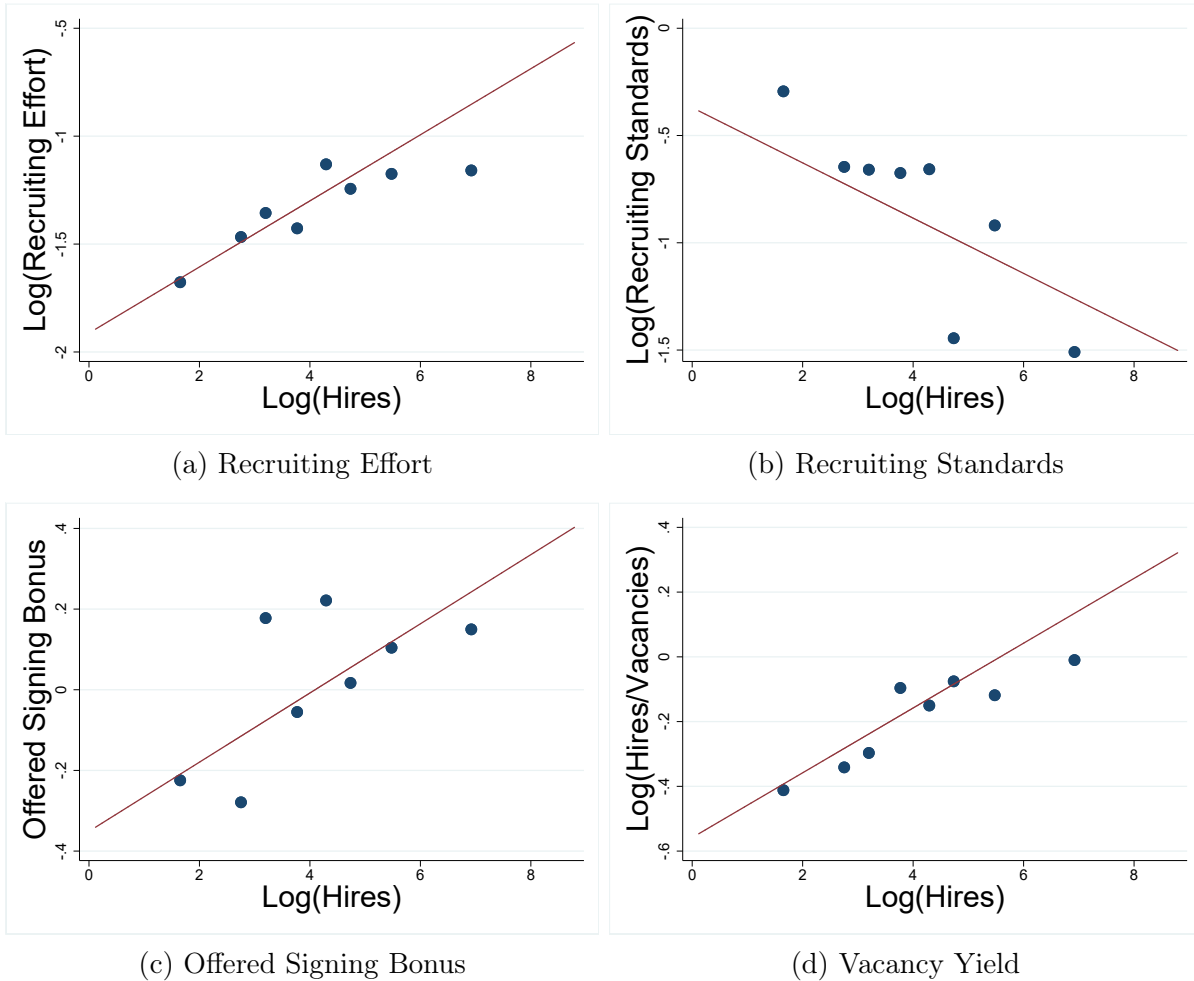 Log(Recruiting Effort)
-.5
-1
-1.5
-2
0 2 4 6 8
Log(Hires)
(a) Recruiting Effort
Log(Recruiting Standards)
0
-.5
-1
-1.5
0 2 4 6 8
Log(Hires)
(b) Recruiting Standards
Offered Signing Bonus
.4
.2
0
-.2
-.4
0 2 4 6 8
Log(Hires)
(c) Offered Signing Bonus
Log(Hires/Vacancies)
.4
.2
0
-.2
-.4
-.6
0 2 4 6 8
Log(Hires)
(d) Vacancy Yield